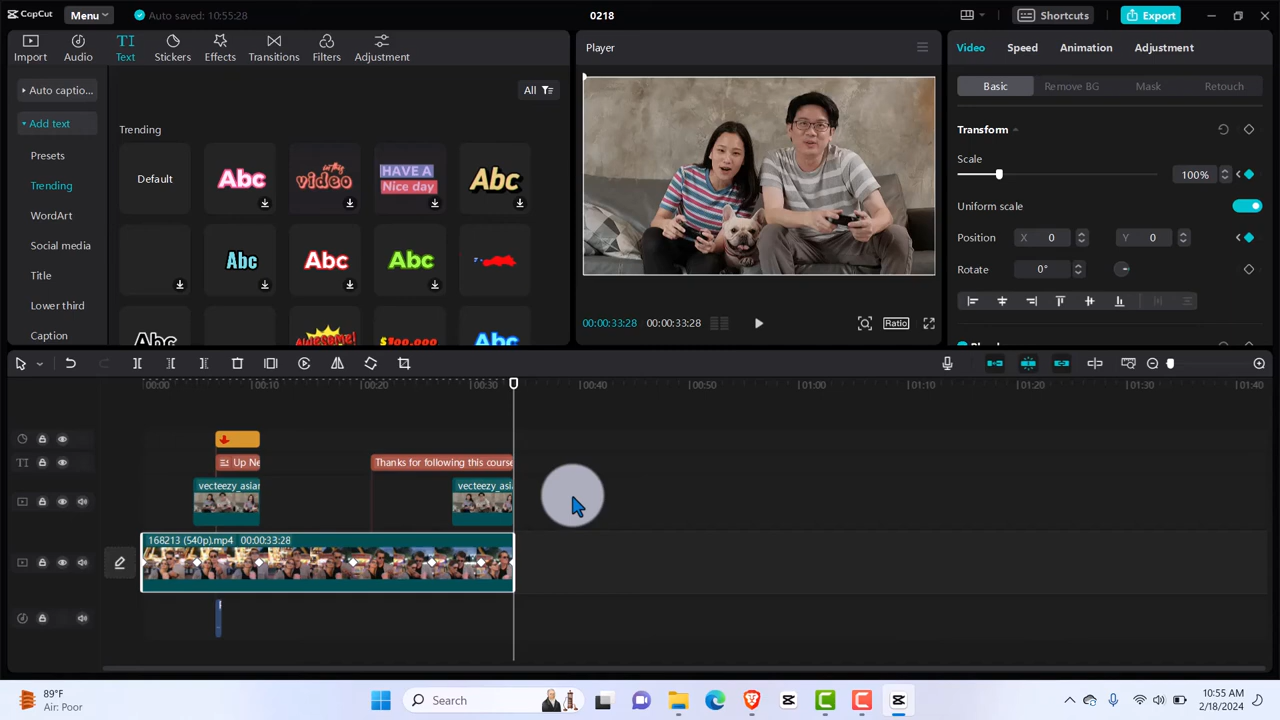 CapCut
Menu
Auto saved: 10:55:28
0218
Shortcuts
Export
Import
Audio
Text
Stickers
Effects
Transitions
Filters
Adjustment
Player
Video
Speed
Animation
Adjustment
Auto captio...
Add text
Presets
Trending
WordArt
Social media
Title
Lower third
Caption
All
Trending
Default
Abc
video
HAVE A
Nice day
Abc
Abc
Abc
Abc
Abc
AWESOME!
$100,000
Abc
Basic
Remove BG
Mask
Retouch
Transform
Scale
100%
Uniform scale
Position
X 0
Y 0
Rotate
0°
00:00:33:28
00:00:33:28
Ratio
00:00
00:10
00:20
00:30
00:40
00:50
01:00
01:10
01:20
01:30
01:40
Up Ne
Thanks for following this course
vecteezy_asian
vecteezy_asi
168213 (540p).mp4 00:00:33:28
89°F
Air: Poor
Search
10:55 AM
2/18/2024